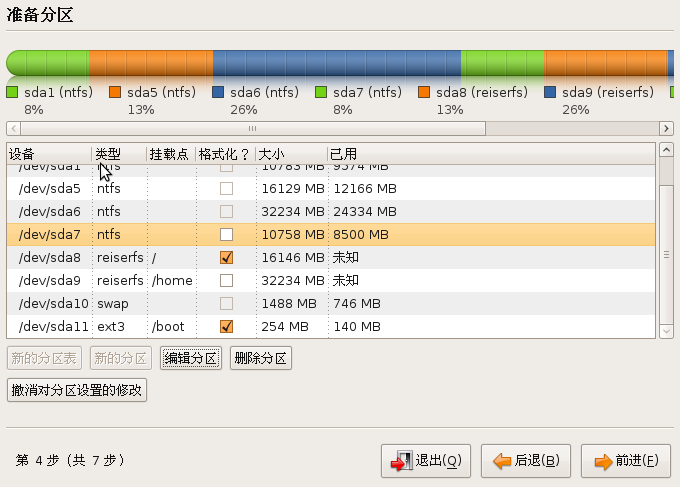 准备分区
sda1 (ntfs) sda5 (ntfs) sda6 (ntfs) sda7 (ntfs) sda8 (reiserfs) sda9 (reiserfs)
8% 13% 26% 8% 13% 26%
设备 类型 挂载点 格式化？ 大小 已用
/dev/sda1 ntfs 10783 MB 9374 MB
/dev/sda5 ntfs 16129 MB 12166 MB
/dev/sda6 ntfs 32234 MB 24334 MB
/dev/sda7 ntfs 10758 MB 8500 MB
/dev/sda8 reiserfs / 16146 MB 未知
/dev/sda9 reiserfs /home 32234 MB 未知
/dev/sda10 swap 1488 MB 746 MB
/dev/sda11 ext3 /boot 254 MB 140 MB
新的分区表 新的分区 编辑分区 删除分区
撤消对分区设置的修改
第 4 步（共 7 步） 退出(Q) 后退(B) 前进(F)